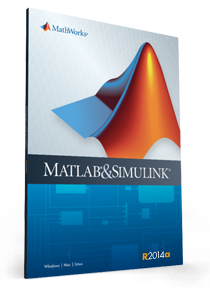 MathWorks®
MATLAB&SIMULINK®
R2014a
Windows | Mac | Linux